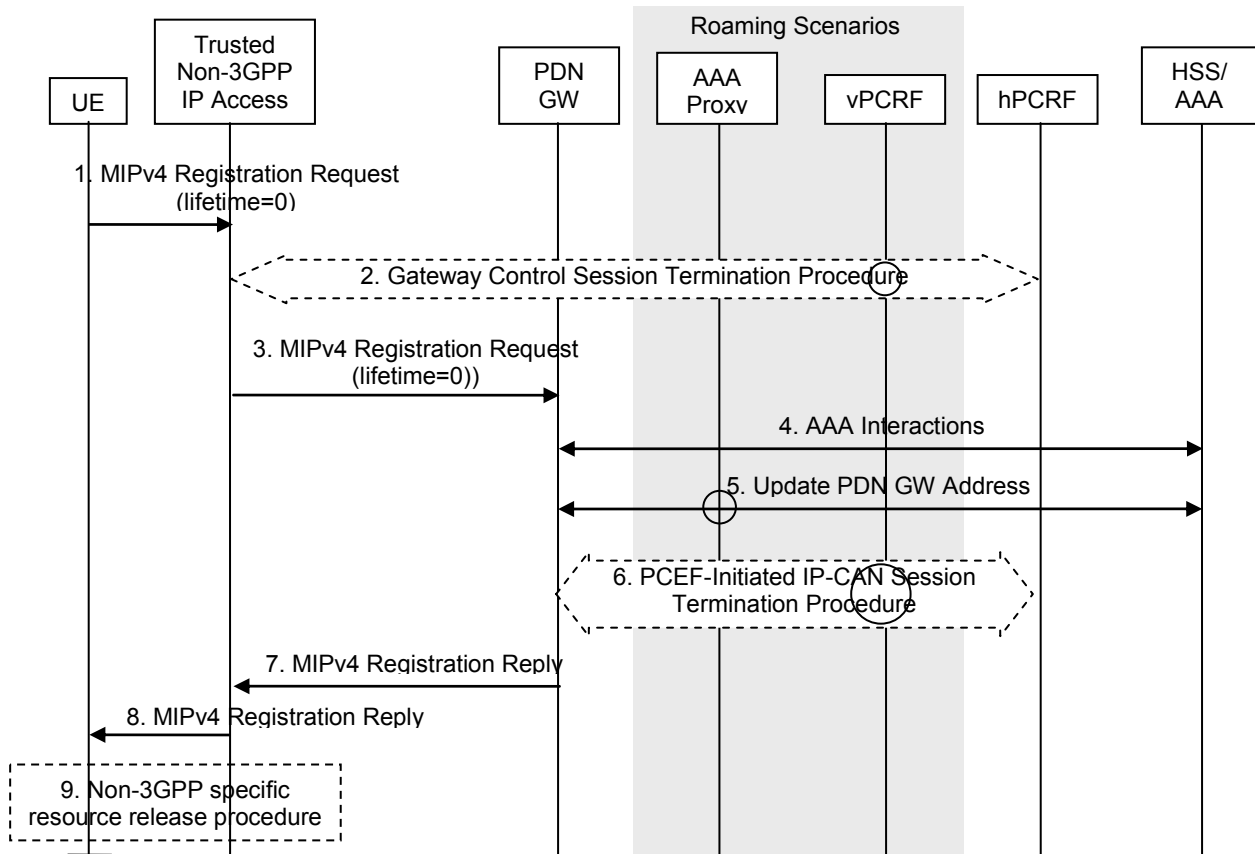 Roaming Scenarios
UE
Trusted
Non-3GPP
IP Access
PDN
GW
AAA
Proxy
vPCRF
hPCRF
HSS/
AAA
1. MIPv4 Registration Request
(lifetime=0)
2. Gateway Control Session Termination Procedure
3. MIPv4 Registration Request
(lifetime=0))
4. AAA Interactions
5. Update PDN GW Address
6. PCEF-Initiated IP-CAN Session
Termination Procedure
7. MIPv4 Registration Reply
8. MIPv4 Registration Reply
9. Non-3GPP specific
resource release procedure